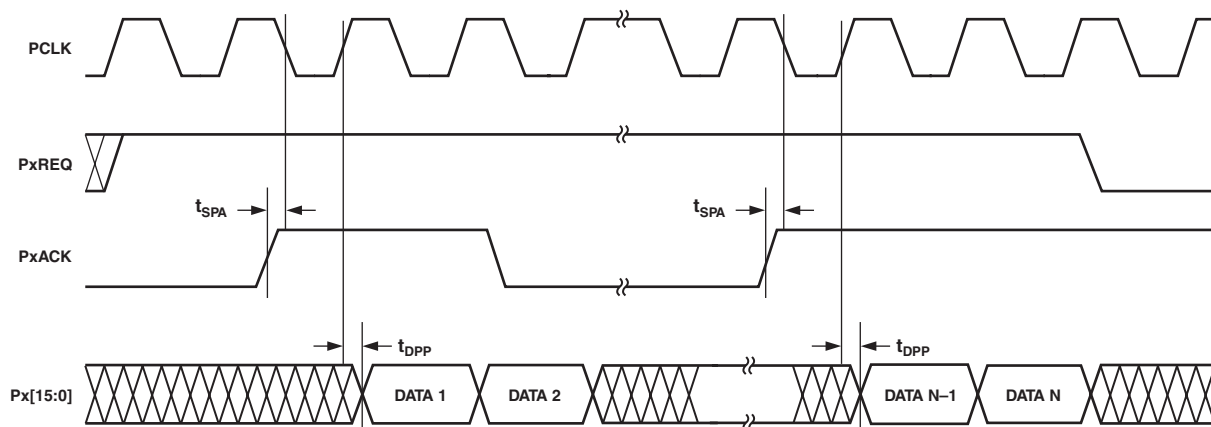 PCLK
PxREQ
tSPA tSPA
PxACK
tDPP tDPP
Px[15:0] DATA 1 DATA 2 DATA N–1 DATA N